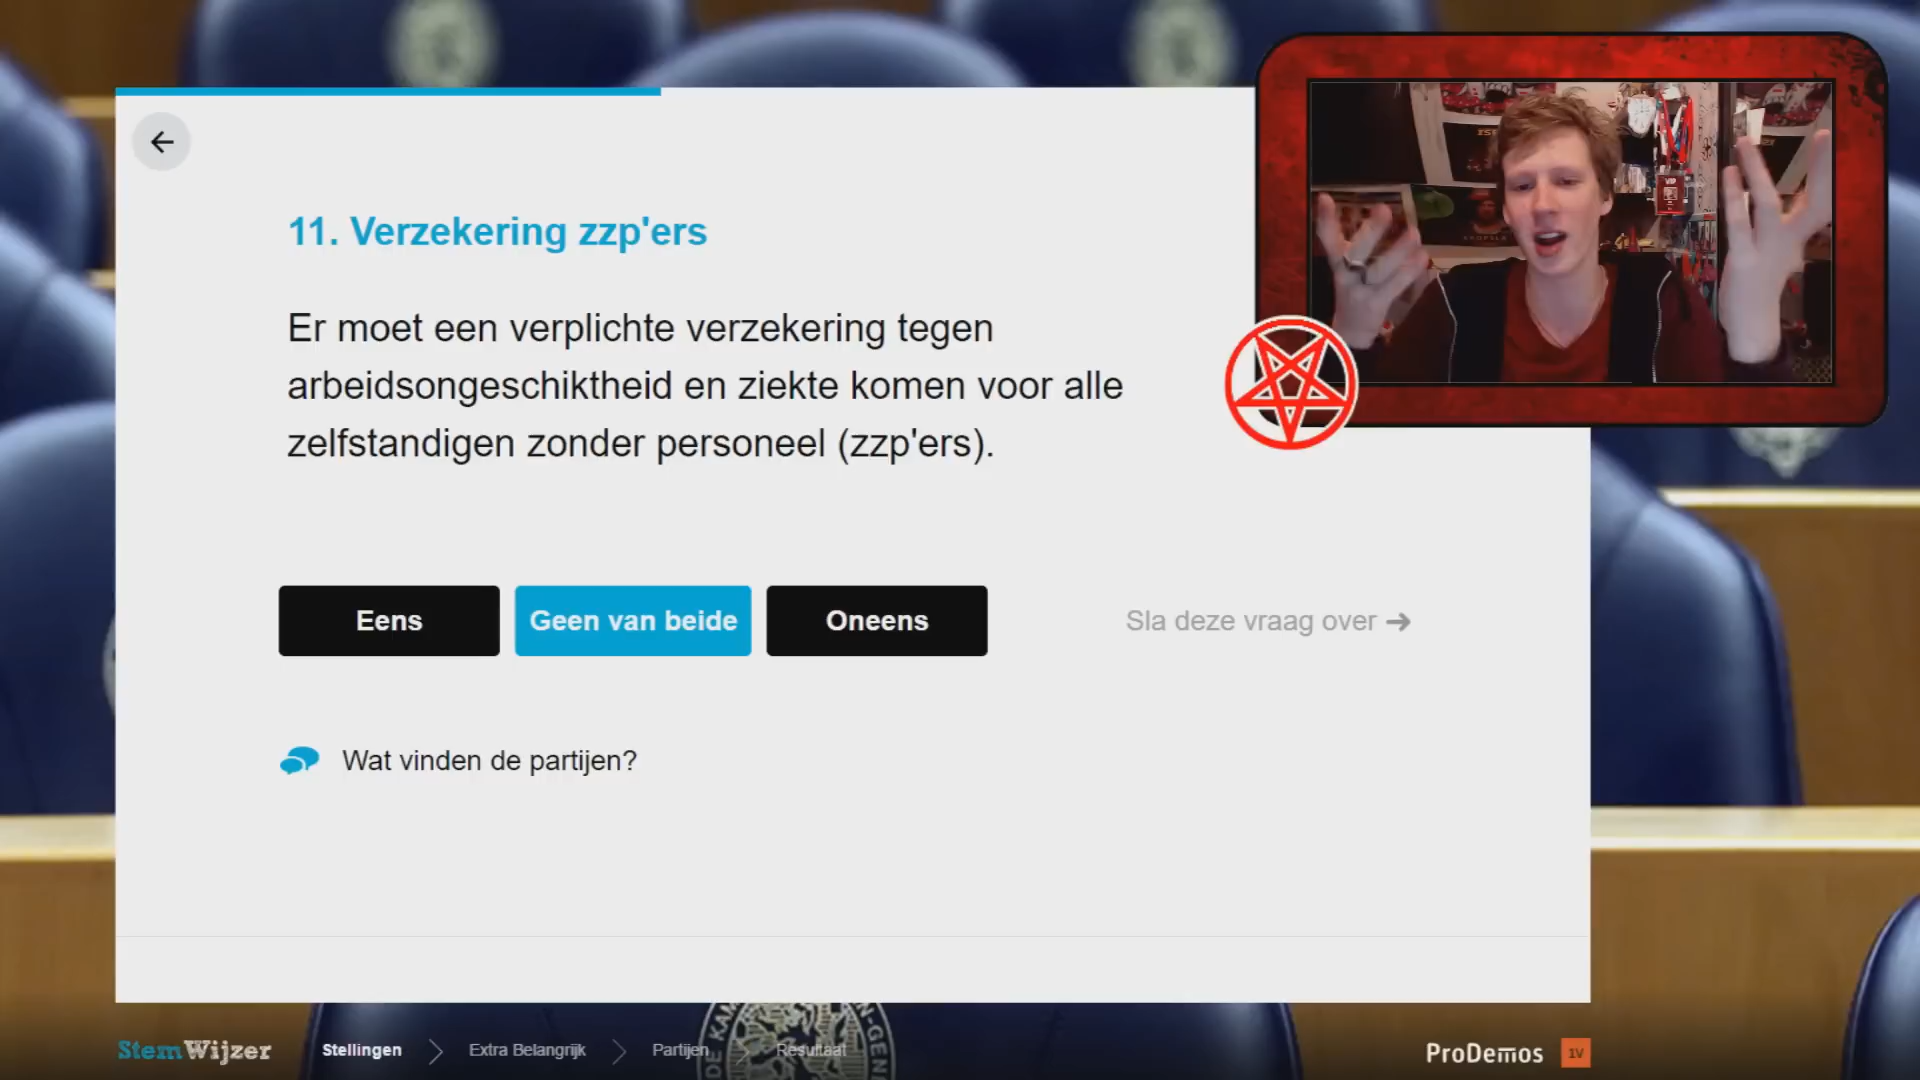 11. Verzekering zzp'ers
Er moet een verplichte verzekering tegen
arbeidsongeschiktheid en ziekte komen voor alle
zelfstandigen zonder personeel (zzp'ers).
Eens
Geen van beide
Oneens
Sla deze vraag over
Wat vinden de partijen?
VIP
StemWijzer
Stellingen
Extra Belangrijk
Partijen
Resultaat
ProDemos
1V